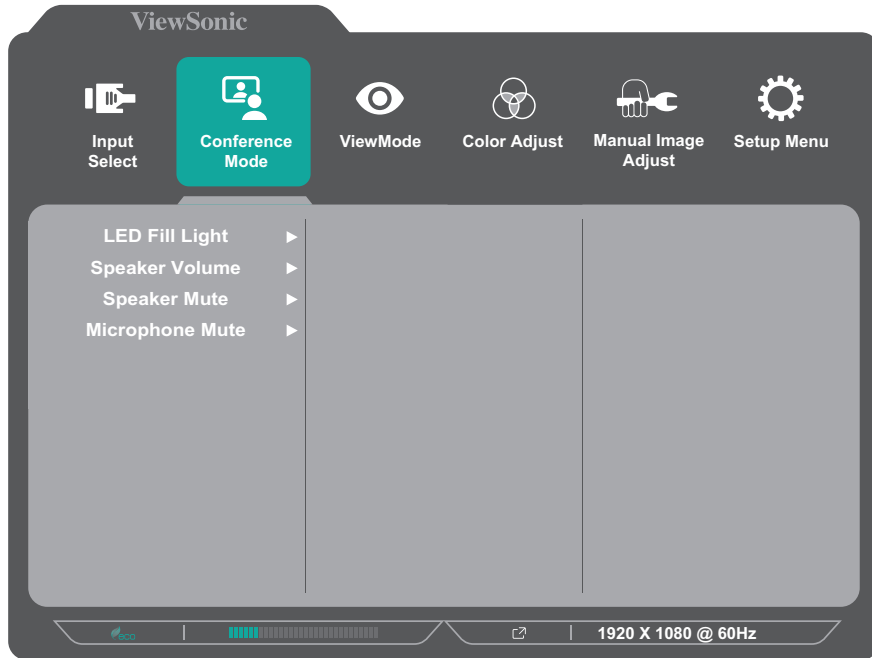 ViewSonic
Input
Select
Conference
Mode
ViewMode
Color Adjust
Manual Image
Adjust
Setup Menu
LED Fill Light
Speaker Volume
Speaker Mute
Microphone Mute
eco
1920 X 1080 @ 60Hz